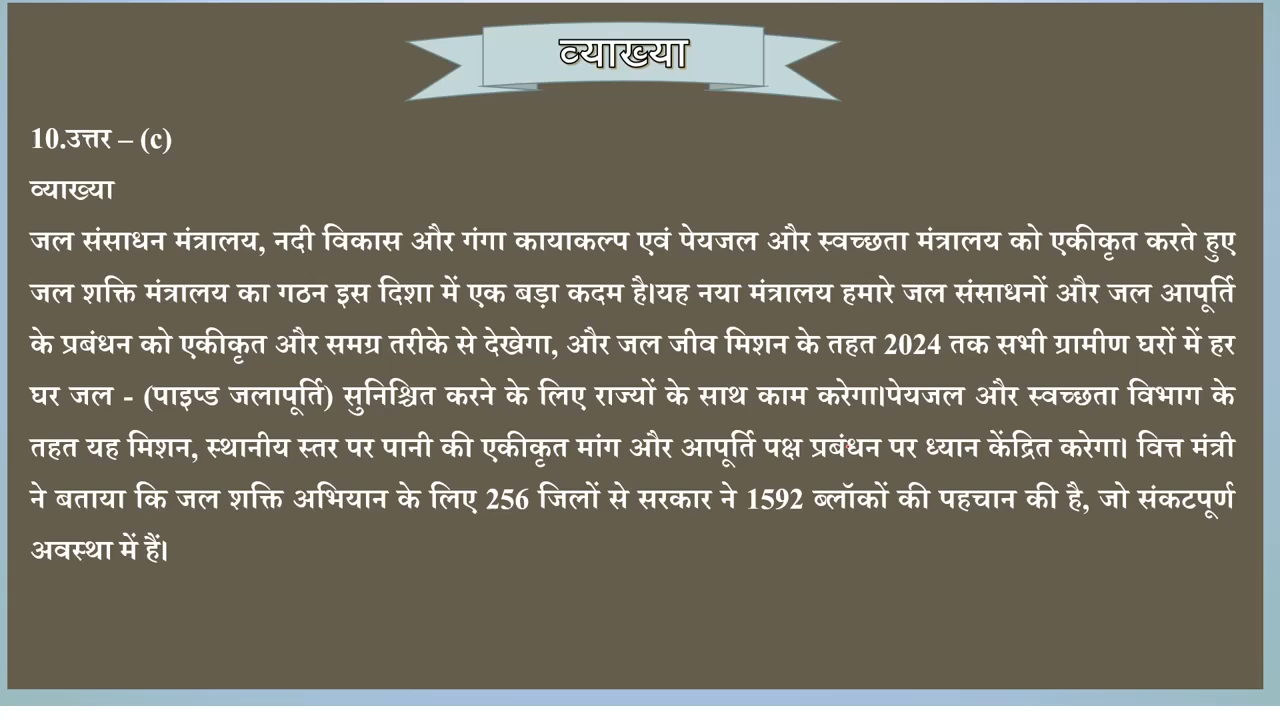 व्याख्या
10.उत्तर – (c)
व्याख्या
जल संसाधन मंत्रालय, नदी विकास और गंगा कायाकल्प एवं पेयजल और स्वच्छता मंत्रालय को एकीकृत करते हुए
जल शक्ति मंत्रालय का गठन इस दिशा में एक बड़ा कदम है।यह नया मंत्रालय हमारे जल संसाधनों और जल आपूर्ति
के प्रबंधन को एकीकृत और समग्र तरीके से देखेगा, और जल जीव मिशन के तहत 2024 तक सभी ग्रामीण घरों में हर
घर जल - (पाइप्ड जलापूर्ति) सुनिश्चित करने के लिए राज्यों के साथ काम करेगा।पेयजल और स्वच्छता विभाग के
तहत यह मिशन, स्थानीय स्तर पर पानी की एकीकृत मांग और आपूर्ति पक्ष प्रबंधन पर ध्यान केंद्रित करेगा। वित्त मंत्री
ने बताया कि जल शक्ति अभियान के लिए 256 जिलों से सरकार ने 1592 ब्लॉकों की पहचान की है, जो संकटपूर्ण
अवस्था में हैं।